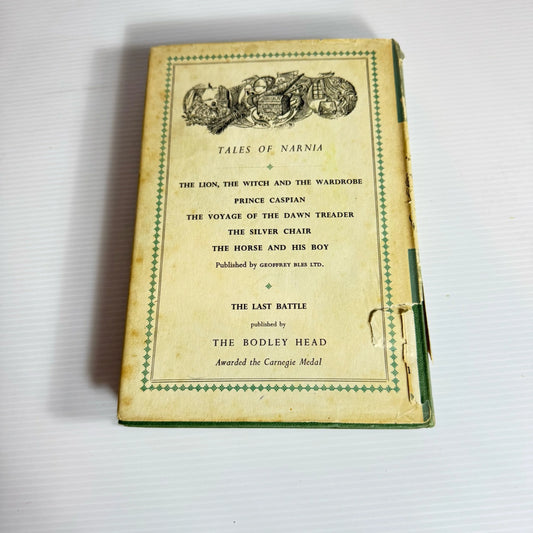 TALES OF NARNIA
THE LION, THE WITCH AND THE WARDROBE
PRINCE CASPIAN
THE VOYAGE OF THE DAWN TREADER
THE SILVER CHAIR
THE HORSE AND HIS BOY
Published by GEOFFREY BLES LTD.
THE LAST BATTLE
published by
THE BODLEY HEAD
Awarded the Carnegie Medal